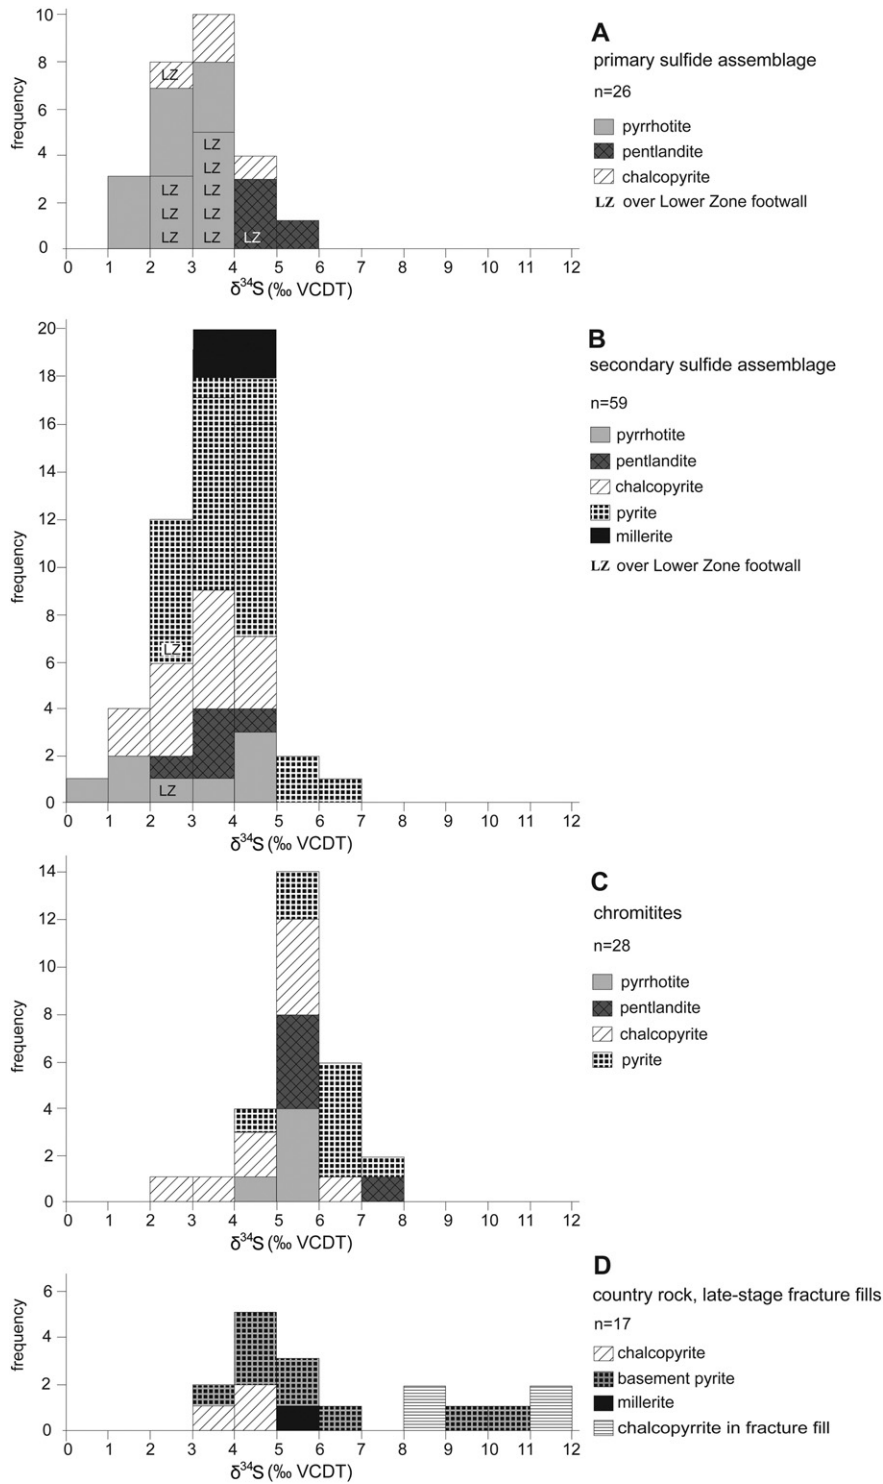 A
primary sulfide assemblage
n=26
pyrrhotite
pentlandite
chalcopyrite
LZ over Lower Zone footwall
frequency
10
8
6
4
2
0
LZ
LZ
LZ
LZ
LZ
LZ
LZ
LZ
LZ
LZ
0 1 2 3 4 5 6 7 8 9 10 11 12
δ34S (‰ VCDT)
B
secondary sulfide assemblage
n=59
pyrrhotite
pentlandite
chalcopyrite
pyrite
millerite
LZ over Lower Zone footwall
frequency
20
18
16
14
12
10
8
6
4
2
0
LZ
LZ
0 1 2 3 4 5 6 7 8 9 10 11 12
δ34S (‰ VCDT)
C
chromitites
n=28
pyrrhotite
pentlandite
chalcopyrite
pyrite
frequency
14
12
10
8
6
4
2
0
0 1 2 3 4 5 6 7 8 9 10 11 12
δ34S (‰ VCDT)
D
country rock, late-stage fracture fills
n=17
chalcopyrite
basement pyrite
millerite
chalcopyrrite in fracture fill
frequency
6
4
2
0
0 1 2 3 4 5 6 7 8 9 10 11 12
δ34S (‰ VCDT)